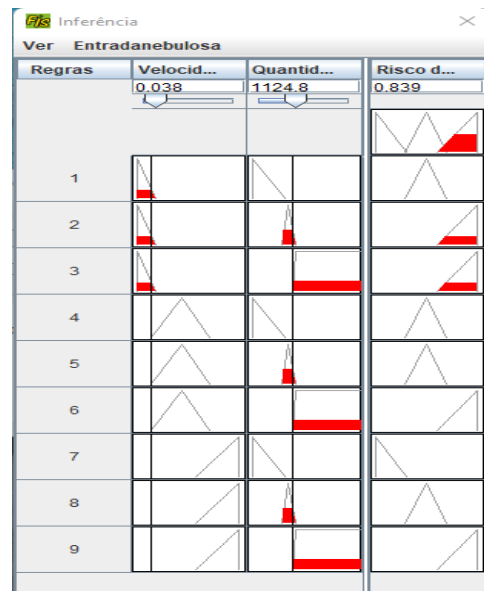 Fis Inferência
Ver Entradanebulosa
Regras Velocid... Quantid... Risco d...
0.038 1124.8 0.839
1
2
3
4
5
6
7
8
9